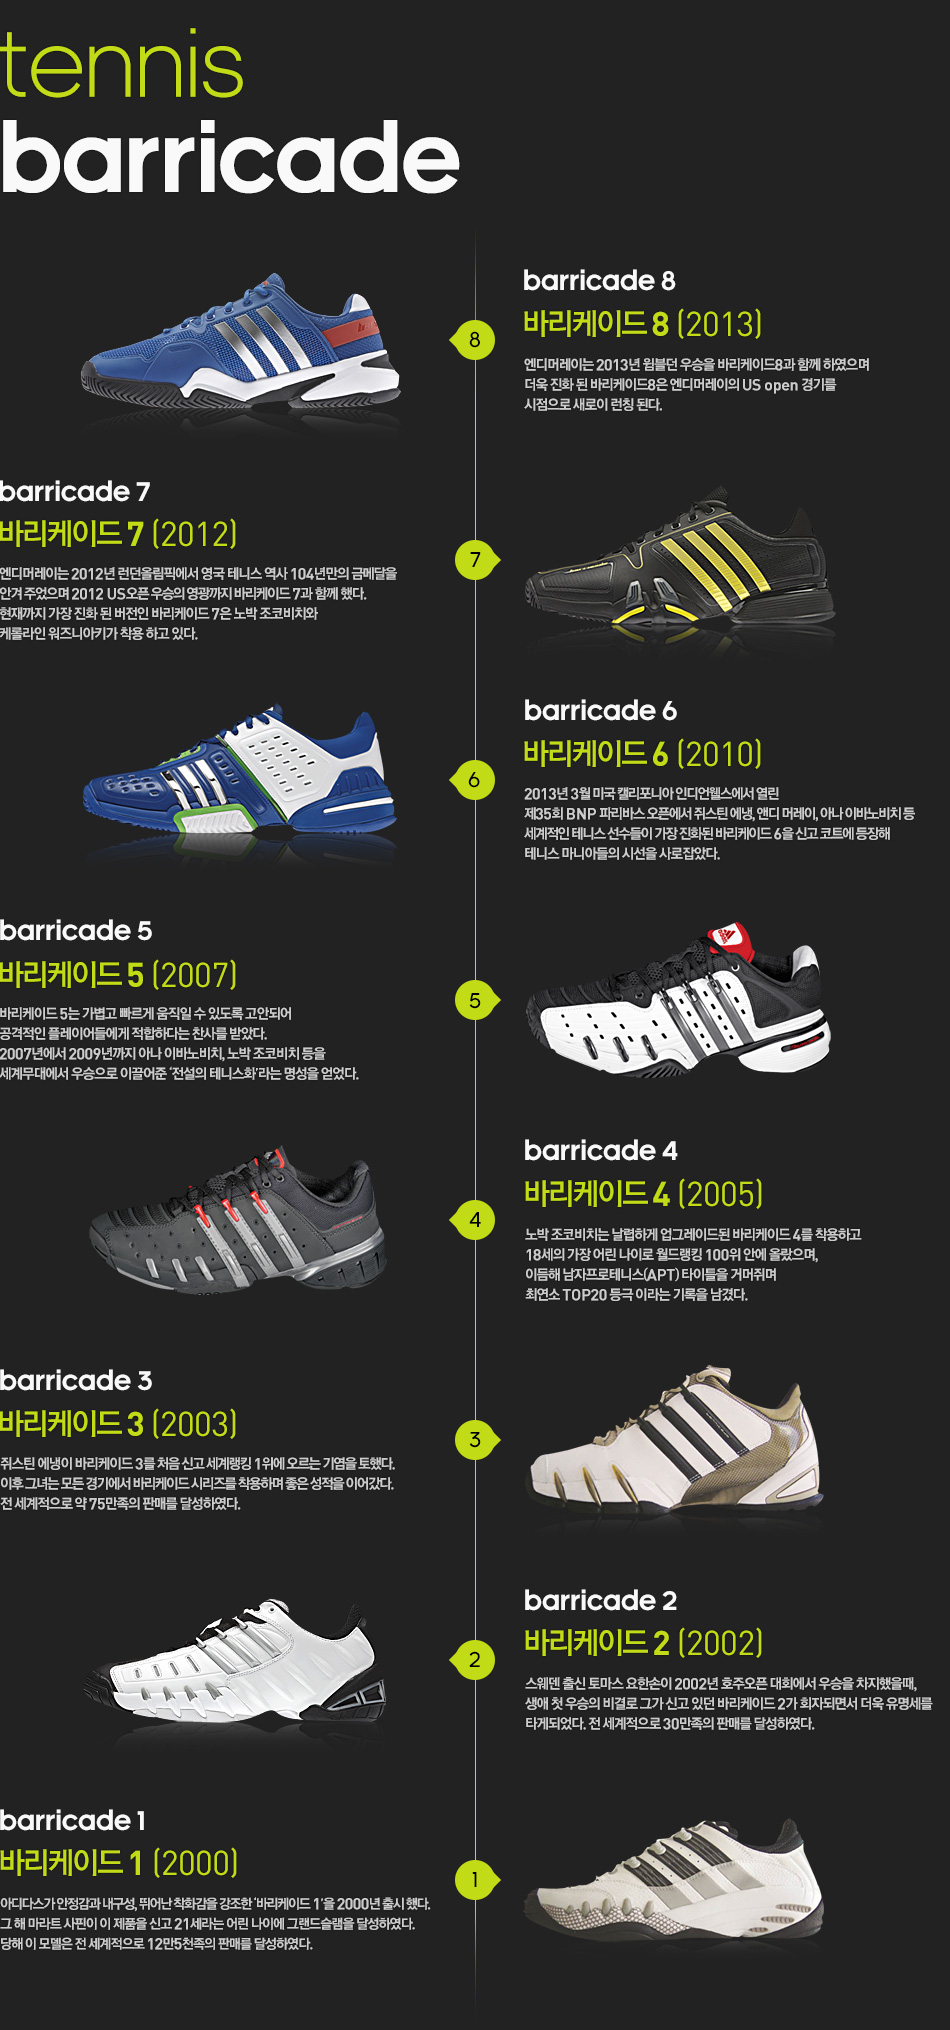 tennis
barricade
barricade 8
바리케이드 8 (2013)
엔디머레이는 2013년 윔블던 우승을 바리케이드8과 함께 하였으며
더욱 진화 된 바리케이드8은 엔디머레이의 US open 경기를
시점으로 새로이 런칭 된다.
8
barricade 7
바리케이드 7 (2012)
엔디머레이는 2012년 런던올림픽에서 영국 테니스 역사 104년만의 금메달을
안겨 주었으며 2012 US오픈 우승의 영광까지 바리케이드 7과 함께 했다.
현재까지 가장 진화 된 버전인 바리케이드 7은 노박 조코비치와
케롤라인 워즈니아키가 착용 하고 있다.
7
barricade 6
바리케이드 6 (2010)
2013년 3월 미국 캘리포니아 인디언웰스에서 열린
제35회 BNP 파리바스 오픈에서 쥐스틴 에냉, 앤디 머레이, 아나 이바노비치 등
세계적인 테니스 선수들이 가장 진화된 바리케이드 6을 신고 코트에 등장해
테니스 마니아들의 시선을 사로잡았다.
6
barricade 5
바리케이드 5 (2007)
바리케이드 5는 가볍고 빠르게 움직일 수 있도록 고안되어
공격적인 플레이어들에게 적합하다는 찬사를 받았다.
2007년에서 2009년까지 아나 이바노비치, 노박 조코비치 등을
세계무대에서 우승으로 이끌어준 '전설의 테니스화'라는 명성을 얻었다.
5
barricade 4
바리케이드 4 (2005)
노박 조코비치는 날렵하게 업그레이드된 바리케이드 4를 착용하고
18세의 가장 어린 나이로 월드랭킹 100위 안에 올랐으며,
이듬해 남자프로테니스(APT) 타이틀을 거머쥐며
최연소 TOP20 등극 이라는 기록을 남겼다.
4
barricade 3
바리케이드 3 (2003)
쥐스틴 에냉이 바리케이드 3를 처음 신고 세계랭킹 1위에 오르는 기염을 토했다.
이후 그녀는 모든 경기에서 바리케이드 시리즈를 착용하며 좋은 성적을 이어갔다.
전 세계적으로 약 75만족의 판매를 달성하였다.
3
barricade 2
바리케이드 2 (2002)
스웨덴 출신 토마스 요한손이 2002년 호주오픈 대회에서 우승을 차지했을때,
생애 첫 우승의 비결로 그가 신고 있던 바리케이드 2가 회자되면서 더욱 유명세를
타게되었다. 전 세계적으로 30만족의 판매를 달성하였다.
2
barricade 1
바리케이드 1 (2000)
아디다스가 안정감과 내구성, 뛰어난 착화감을 강조한 '바리케이드 1'을 2000년 출시 했다.
그 해 마라트 사핀이 이 제품을 신고 21세라는 어린 나이에 그랜드슬램을 달성하였다.
당해 이 모델은 전 세계적으로 12만5천족의 판매를 달성하였다.
1